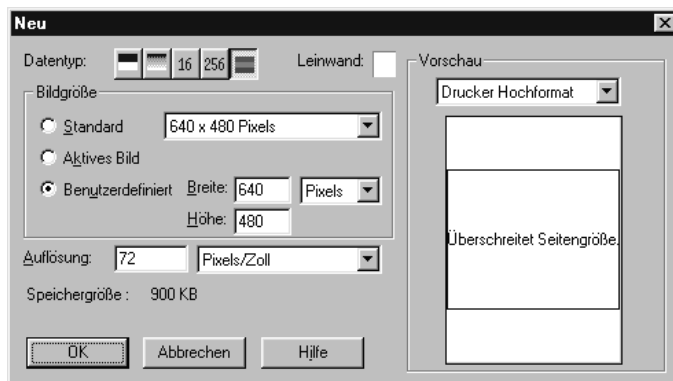 Neu
Datentyp: 16 256 Leinwand:
Bildgröße
Standard 640 x 480 Pixels
Aktives Bild
Benutzerdefiniert Breite: 640 Pixels
Höhe: 480
Auflösung: 72 Pixels/Zoll
Speichergröße : 900 KB
OK Abbrechen Hilfe
Vorschau
Drucker Hochformat
Überschreitet Seitengröße.